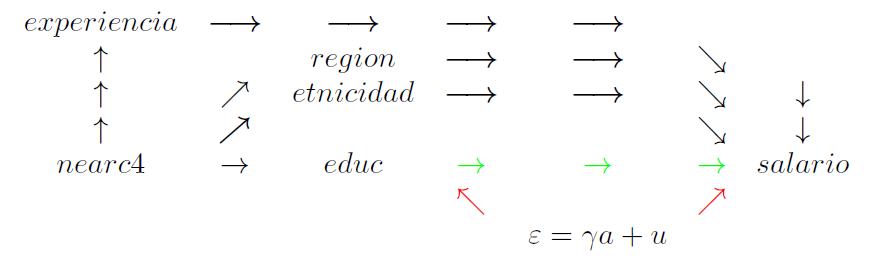 experiencia → → → →
↑ region → → ↘
↑ ↗ etnicidad → → ↘ ↓
↑ ↗ ↘ ↓
nearc4 → educ → → → salario
↖ ↗
ε = γa + u